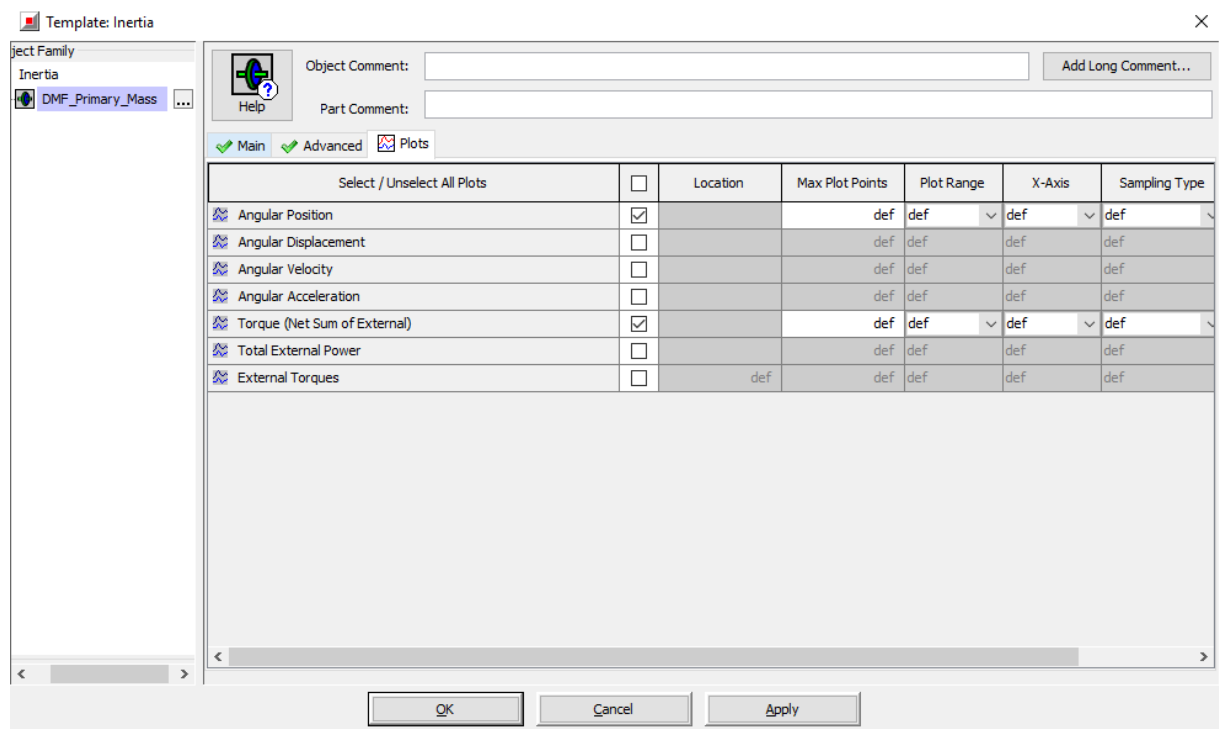 Template: Inertia
ject Family
Inertia
DMF_Primary_Mass ...
Help
Object Comment:
Add Long Comment...
Part Comment:
Main Advanced Plots
Select / Unselect All Plots Location Max Plot Points Plot Range X-Axis Sampling Type
Angular Position def def def def
Angular Displacement def def def def
Angular Velocity def def def def
Angular Acceleration def def def def
Torque (Net Sum of External) def def def def
Total External Power def def def def
External Torques def def def def def
OK Cancel Apply